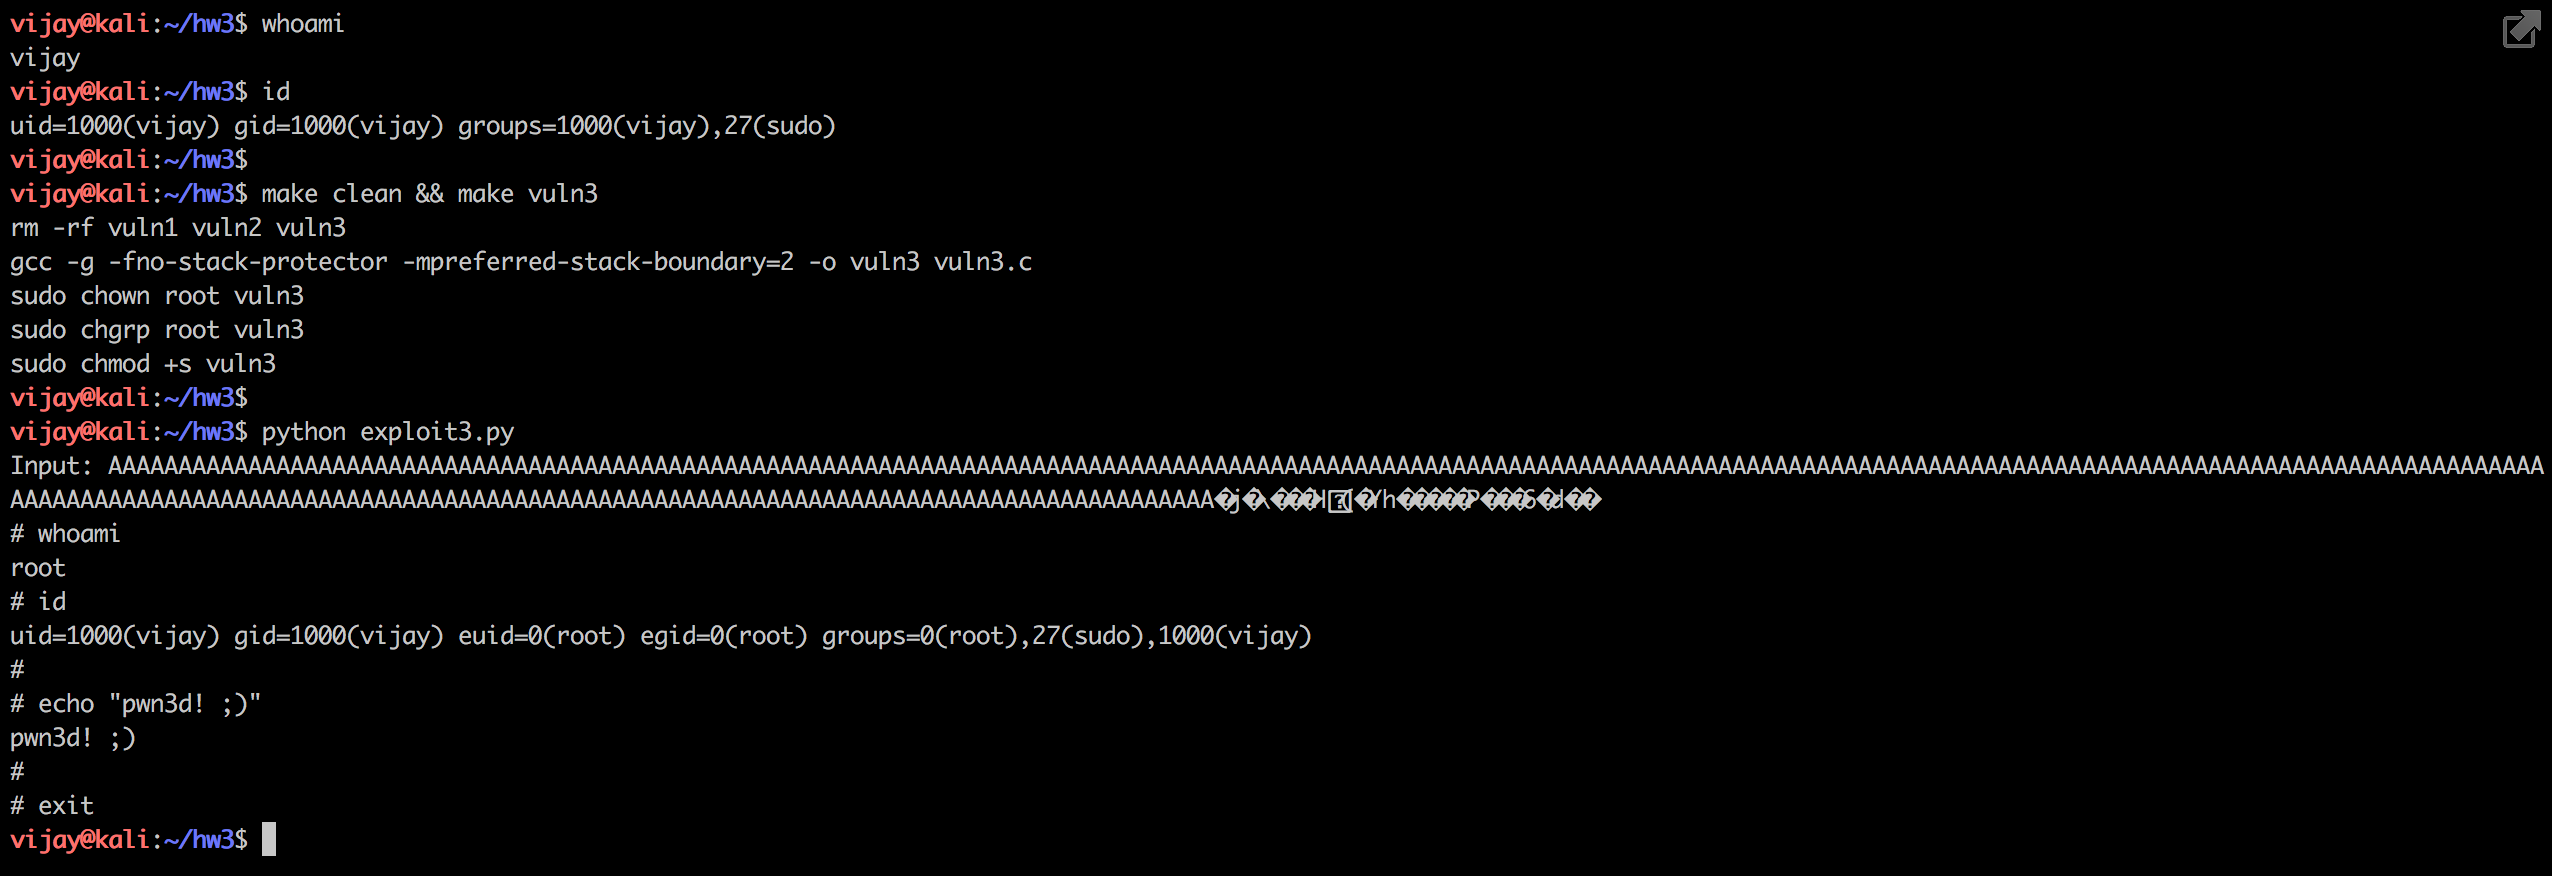 vijay@kali:~/hw3$ whoami
vijay
vijay@kali:~/hw3$ id
uid=1000(vijay) gid=1000(vijay) groups=1000(vijay),27(sudo)
vijay@kali:~/hw3$
vijay@kali:~/hw3$ make clean && make vuln3
rm -rf vuln1 vuln2 vuln3
gcc -g -fno-stack-protector -mpreferred-stack-boundary=2 -o vuln3 vuln3.c
sudo chown root vuln3
sudo chgrp root vuln3
sudo chmod +s vuln3
vijay@kali:~/hw3$
vijay@kali:~/hw3$ python exploit3.py
Input:
# whoami
root
# id
uid=1000(vijay) gid=1000(vijay) euid=0(root) egid=0(root) groups=0(root),27(sudo),1000(vijay)
#
# echo "pwn3d! ;)"
pwn3d! ;)
#
# exit
vijay@kali:~/hw3$